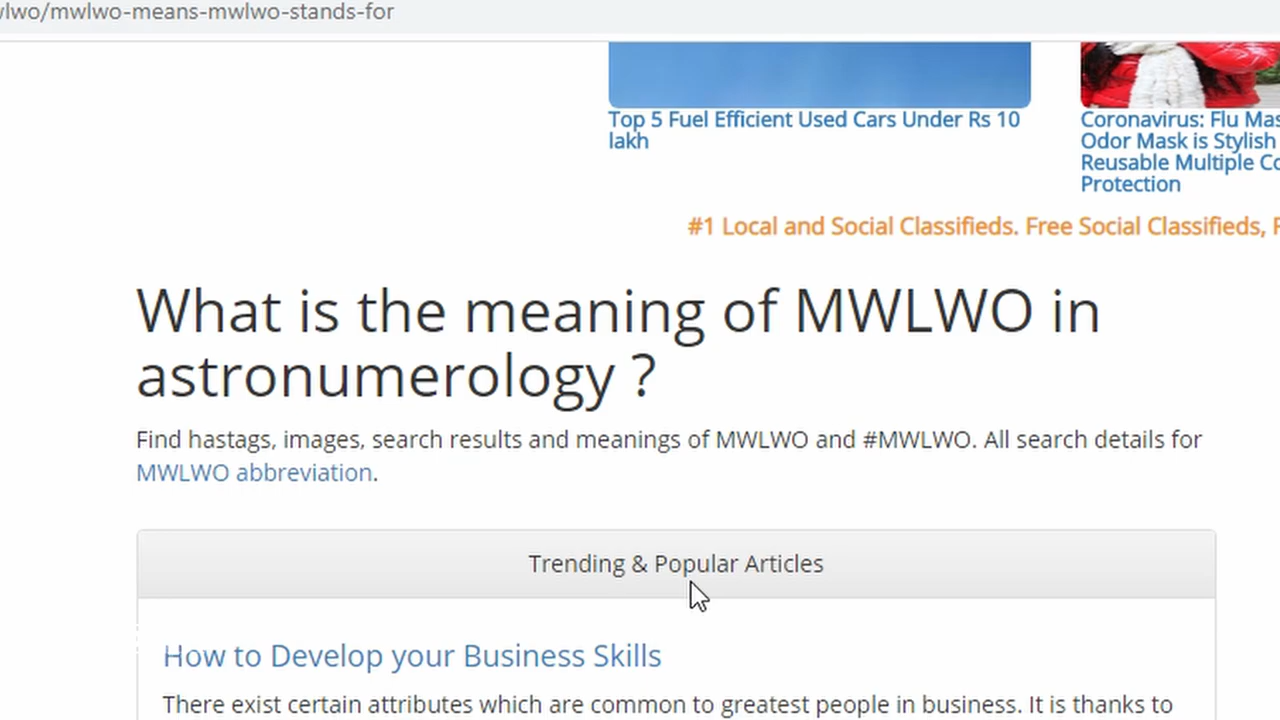 wlwo/mwlwo-means-mwlwo-stands-for
Top 5 Fuel Efficient Used Cars Under Rs 10
lakh
Coronavirus: Flu Mas
Odor Mask is Stylish
Reusable Multiple Co
Protection
#1 Local and Social Classifieds. Free Social Classifieds, F
What is the meaning of MWLWO in
astronumerology ?
Find hastags, images, search results and meanings of MWLWO and #MWLWO. All search details for
MWLWO abbreviation.
Trending & Popular Articles
How to Develop your Business Skills
There exist certain attributes which are common to greatest people in business. It is thanks to